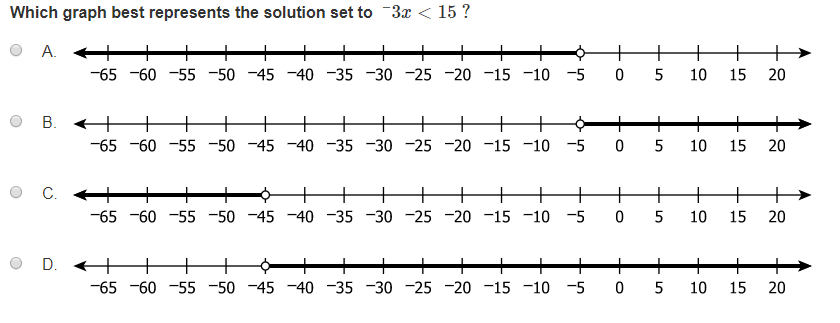 Which graph best represents the solution set to ⁻3x < 15 ?
A.
-65 -60 -55 -50 -45 -40 -35 -30 -25 -20 -15 -10 -5 0 5 10 15 20
B.
-65 -60 -55 -50 -45 -40 -35 -30 -25 -20 -15 -10 -5 0 5 10 15 20
C.
-65 -60 -55 -50 -45 -40 -35 -30 -25 -20 -15 -10 -5 0 5 10 15 20
D.
-65 -60 -55 -50 -45 -40 -35 -30 -25 -20 -15 -10 -5 0 5 10 15 20